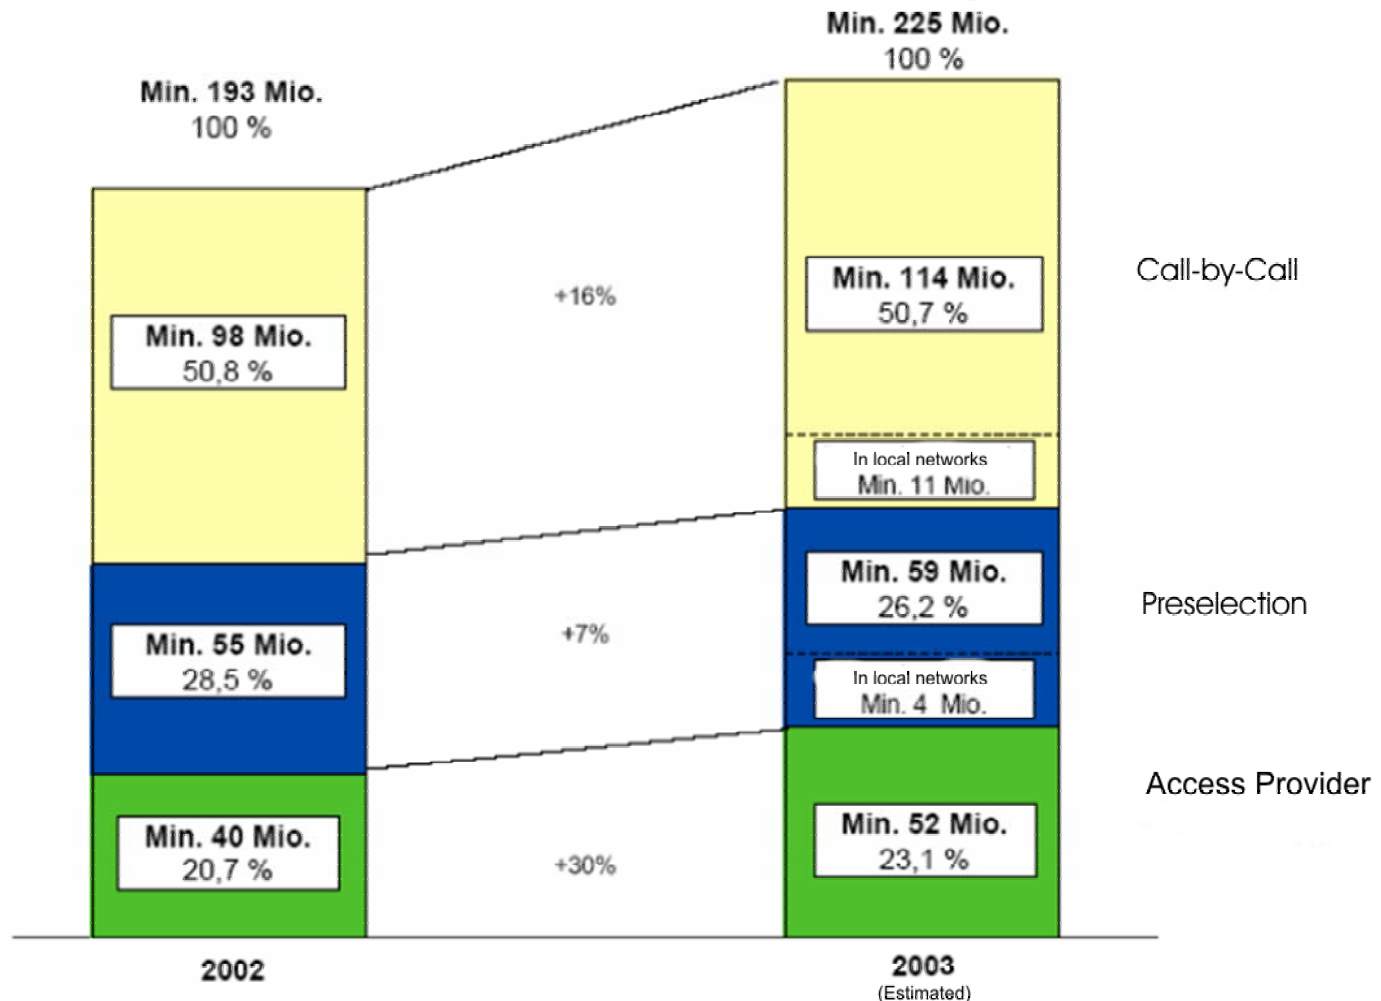 Min. 225 Mio.
100 %
Min. 193 Mio.
100 %
Call-by-Call
Min. 114 Mio.
50,7 %
+16%
Min. 98 Mio.
50,8 %
In local networks
Min. 11 Mio.
Min. 59 Mio.
26,2 %
Preselection
+7%
Min. 55 Mio.
28,5 %
In local networks
Min. 4 Mio.
Access Provider
Min. 52 Mio.
23,1 %
+30%
Min. 40 Mio.
20,7 %
2002
2003
(Estimated)